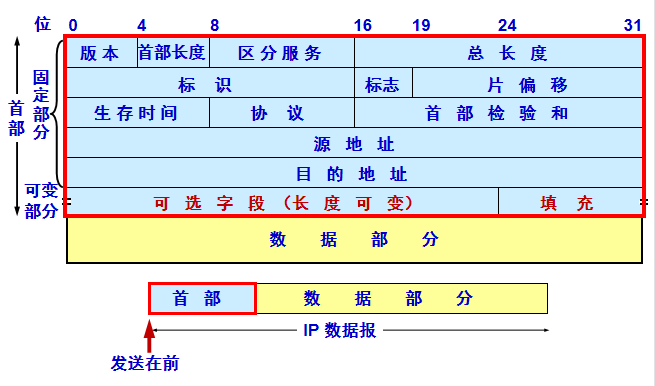 位 0 4 8 16 19 24 31
版本 首部长度 区分服务 总长度
标识 标志 片偏移
生存时间 协议 首部检验和
源地址
目的地址
可选字段（长度可变） 填充
数据部分
首部
固定部分
可变部分
首部 数据部分
IP 数据报
发送在前